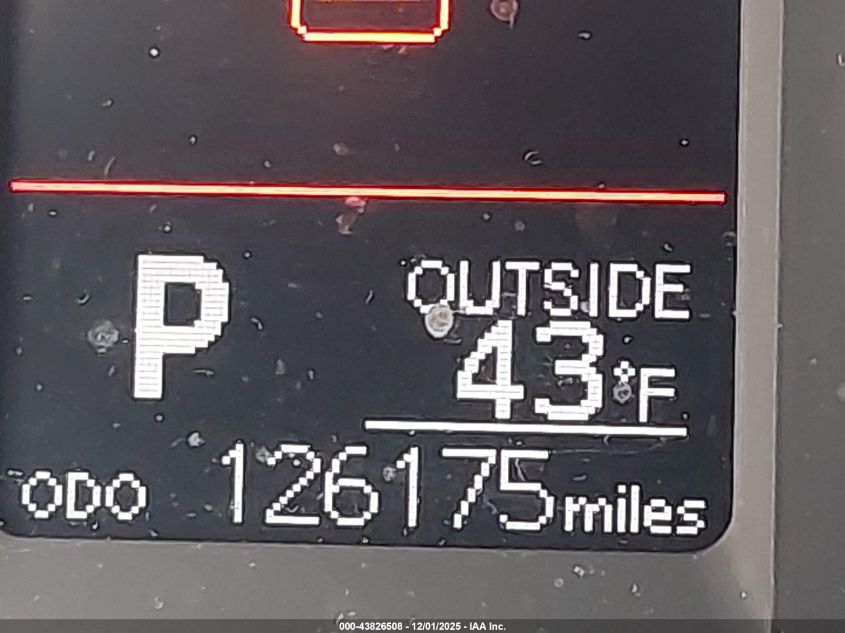 P
OUTSIDE
43°F
ODO 126175 miles
000-43826508 - 12/01/2025 - IAA Inc.